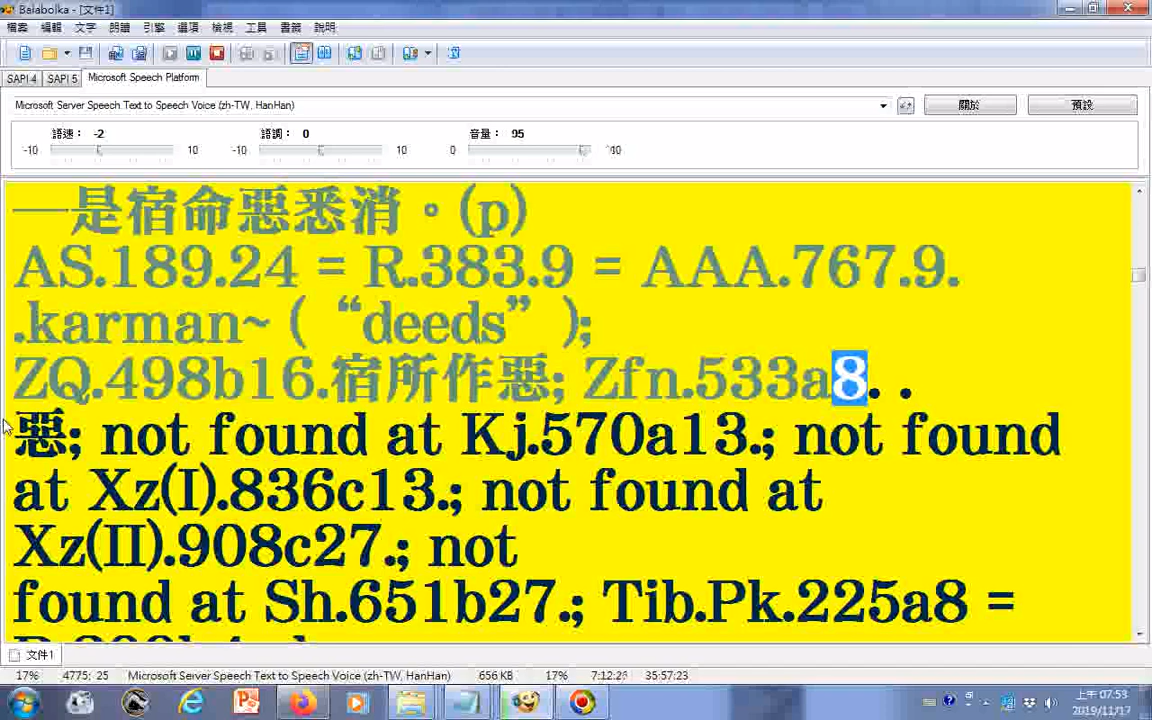 Balabolka - [文件1]
檔案 編輯 文字 朗讀 引擎 選項 檢視 工具 書籤 說明
SAPI 4 SAPI 5 Microsoft Speech Platform
Microsoft Server Speech Text to Speech Voice (zh-TW, HanHan) 關於 預設
語速： -2 語調： 0 音量： 95
-10 10 -10 10 0
一是宿命惡悉消。(p)
AS.189.24 = R.383.9 = AAA.767.9.
.karman~ (“deeds”);
ZQ.498b16.宿所作惡; Zfn.533a8. .
惡; not found at Kj.570a13.; not found
at Xz(I).836c13.; not found at
Xz(II).908c27.; not
found at Sh.651b27.; Tib.Pk.225a8 =
文件1
17% 4775: 25 Microsoft Server Speech Text to Speech Voice (zh-TW, HanHan) 656 KB 17% 35:57:23
上午 07:53
2019/11/17